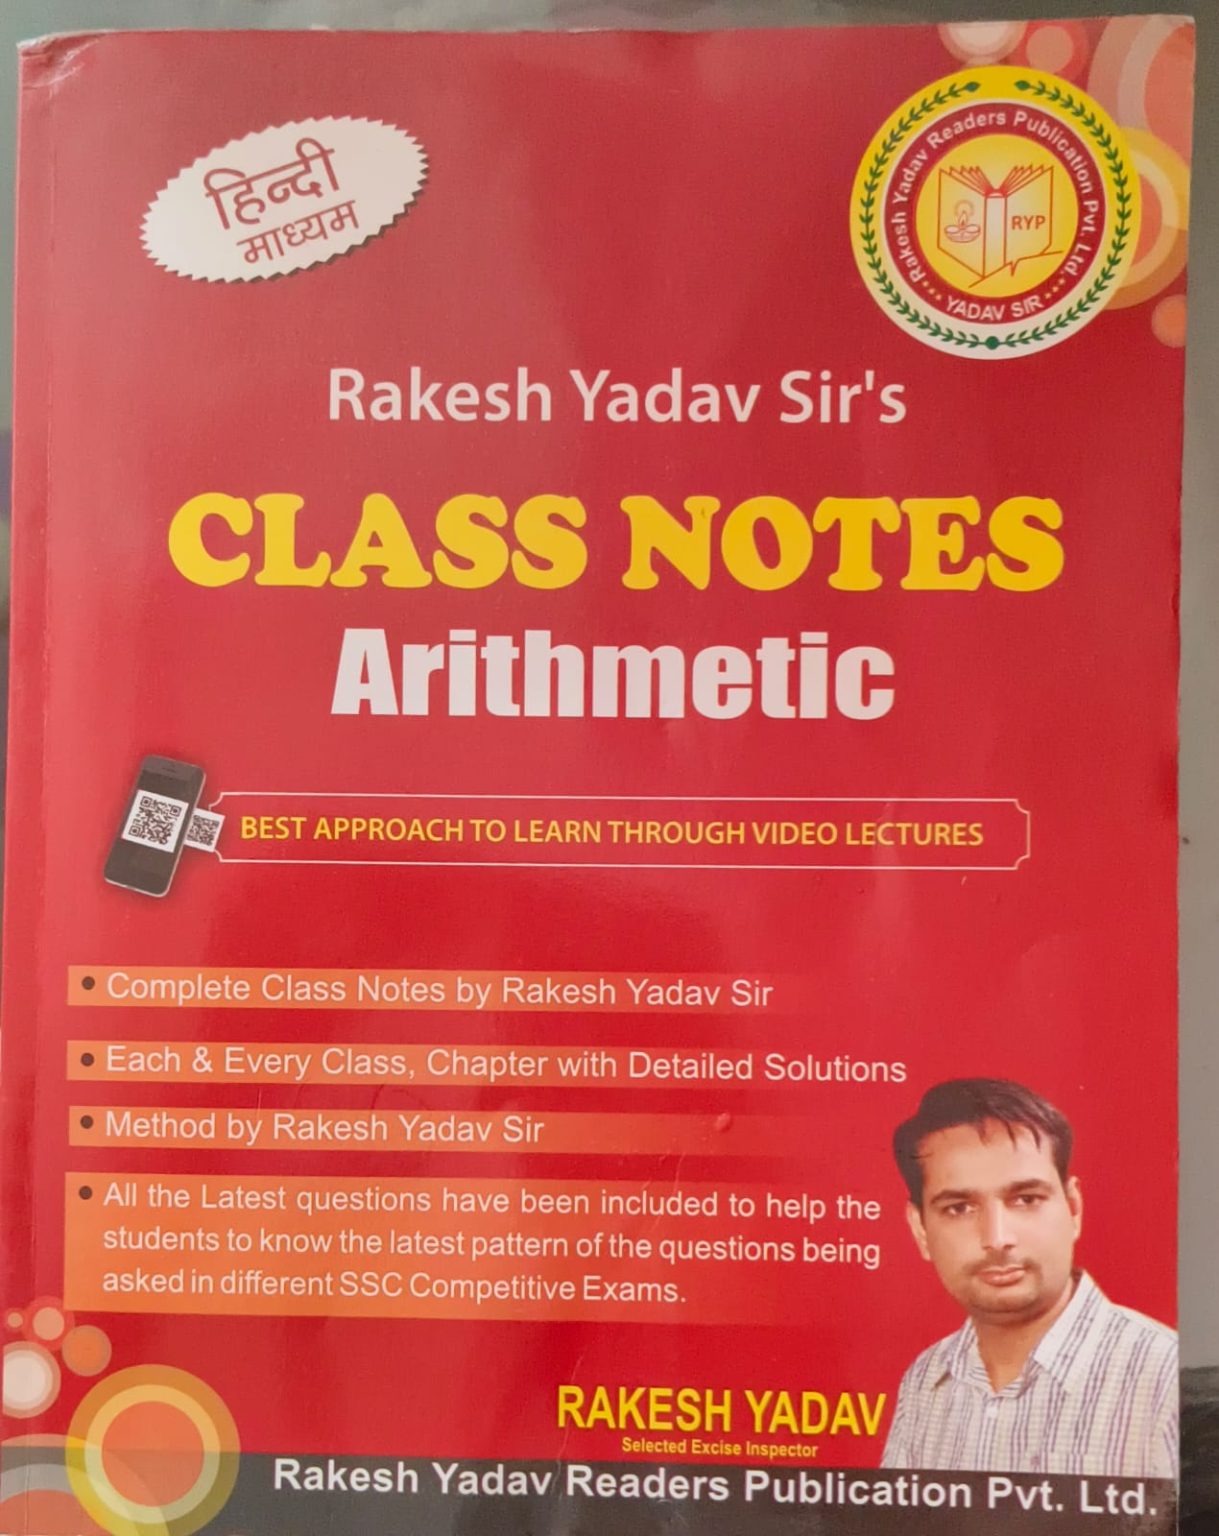 हिन्दी
माध्यम
Rakesh Yadav Readers Publication Pvt. Ltd.
RYP
YADAV SIR
Rakesh Yadav Sir's
CLASS NOTES
Arithmetic
BEST APPROACH TO LEARN THROUGH VIDEO LECTURES
• Complete Class Notes by Rakesh Yadav Sir
• Each & Every Class, Chapter with Detailed Solutions
• Method by Rakesh Yadav Sir
• All the Latest questions have been included to help the
students to know the latest pattern of the questions being
asked in different SSC Competitive Exams.
RAKESH YADAV
Selected Excise Inspector
Rakesh Yadav Readers Publication Pvt. Ltd.